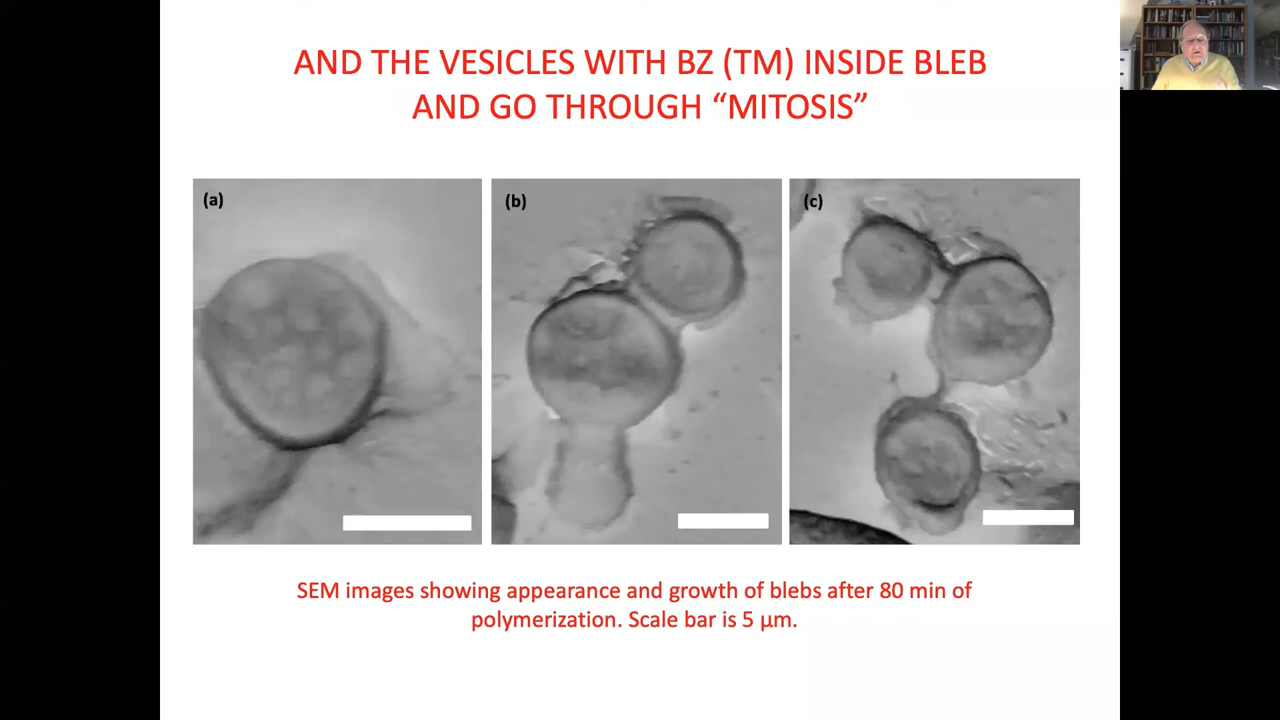 AND THE VESICLES WITH BZ (TM) INSIDE BLEB
AND GO THROUGH “MITOSIS”
(a)
(b)
(c)
SEM images showing appearance and growth of blebs after 80 min of
polymerization. Scale bar is 5 µm.